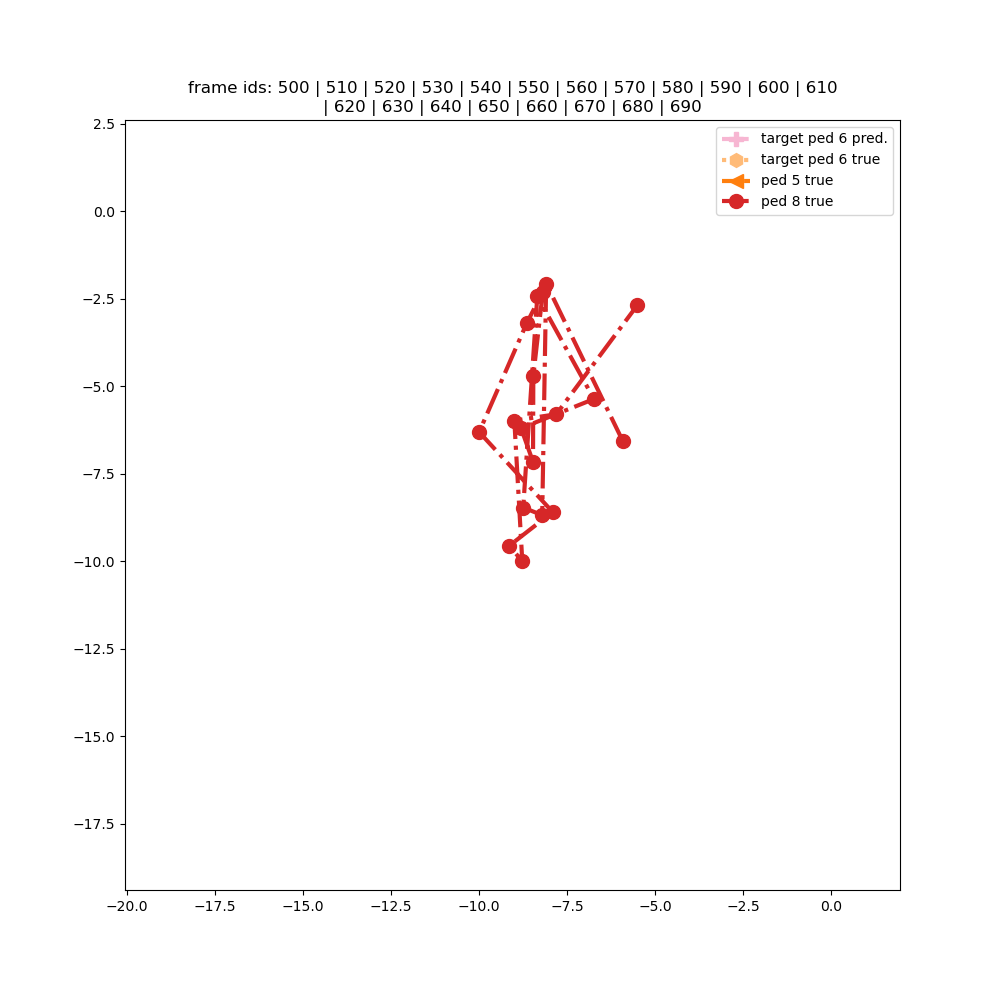 frame ids: 500 | 510 | 520 | 530 | 540 | 550 | 560 | 570 | 580 | 590 | 600 | 610
| 620 | 630 | 640 | 650 | 660 | 670 | 680 | 690
target ped 6 pred.
target ped 6 true
ped 5 true
ped 8 true
2.5
0.0
−2.5
−5.0
−7.5
−10.0
−12.5
−15.0
−17.5
−20.0 −17.5 −15.0 −12.5 −10.0 −7.5 −5.0 −2.5 0.0